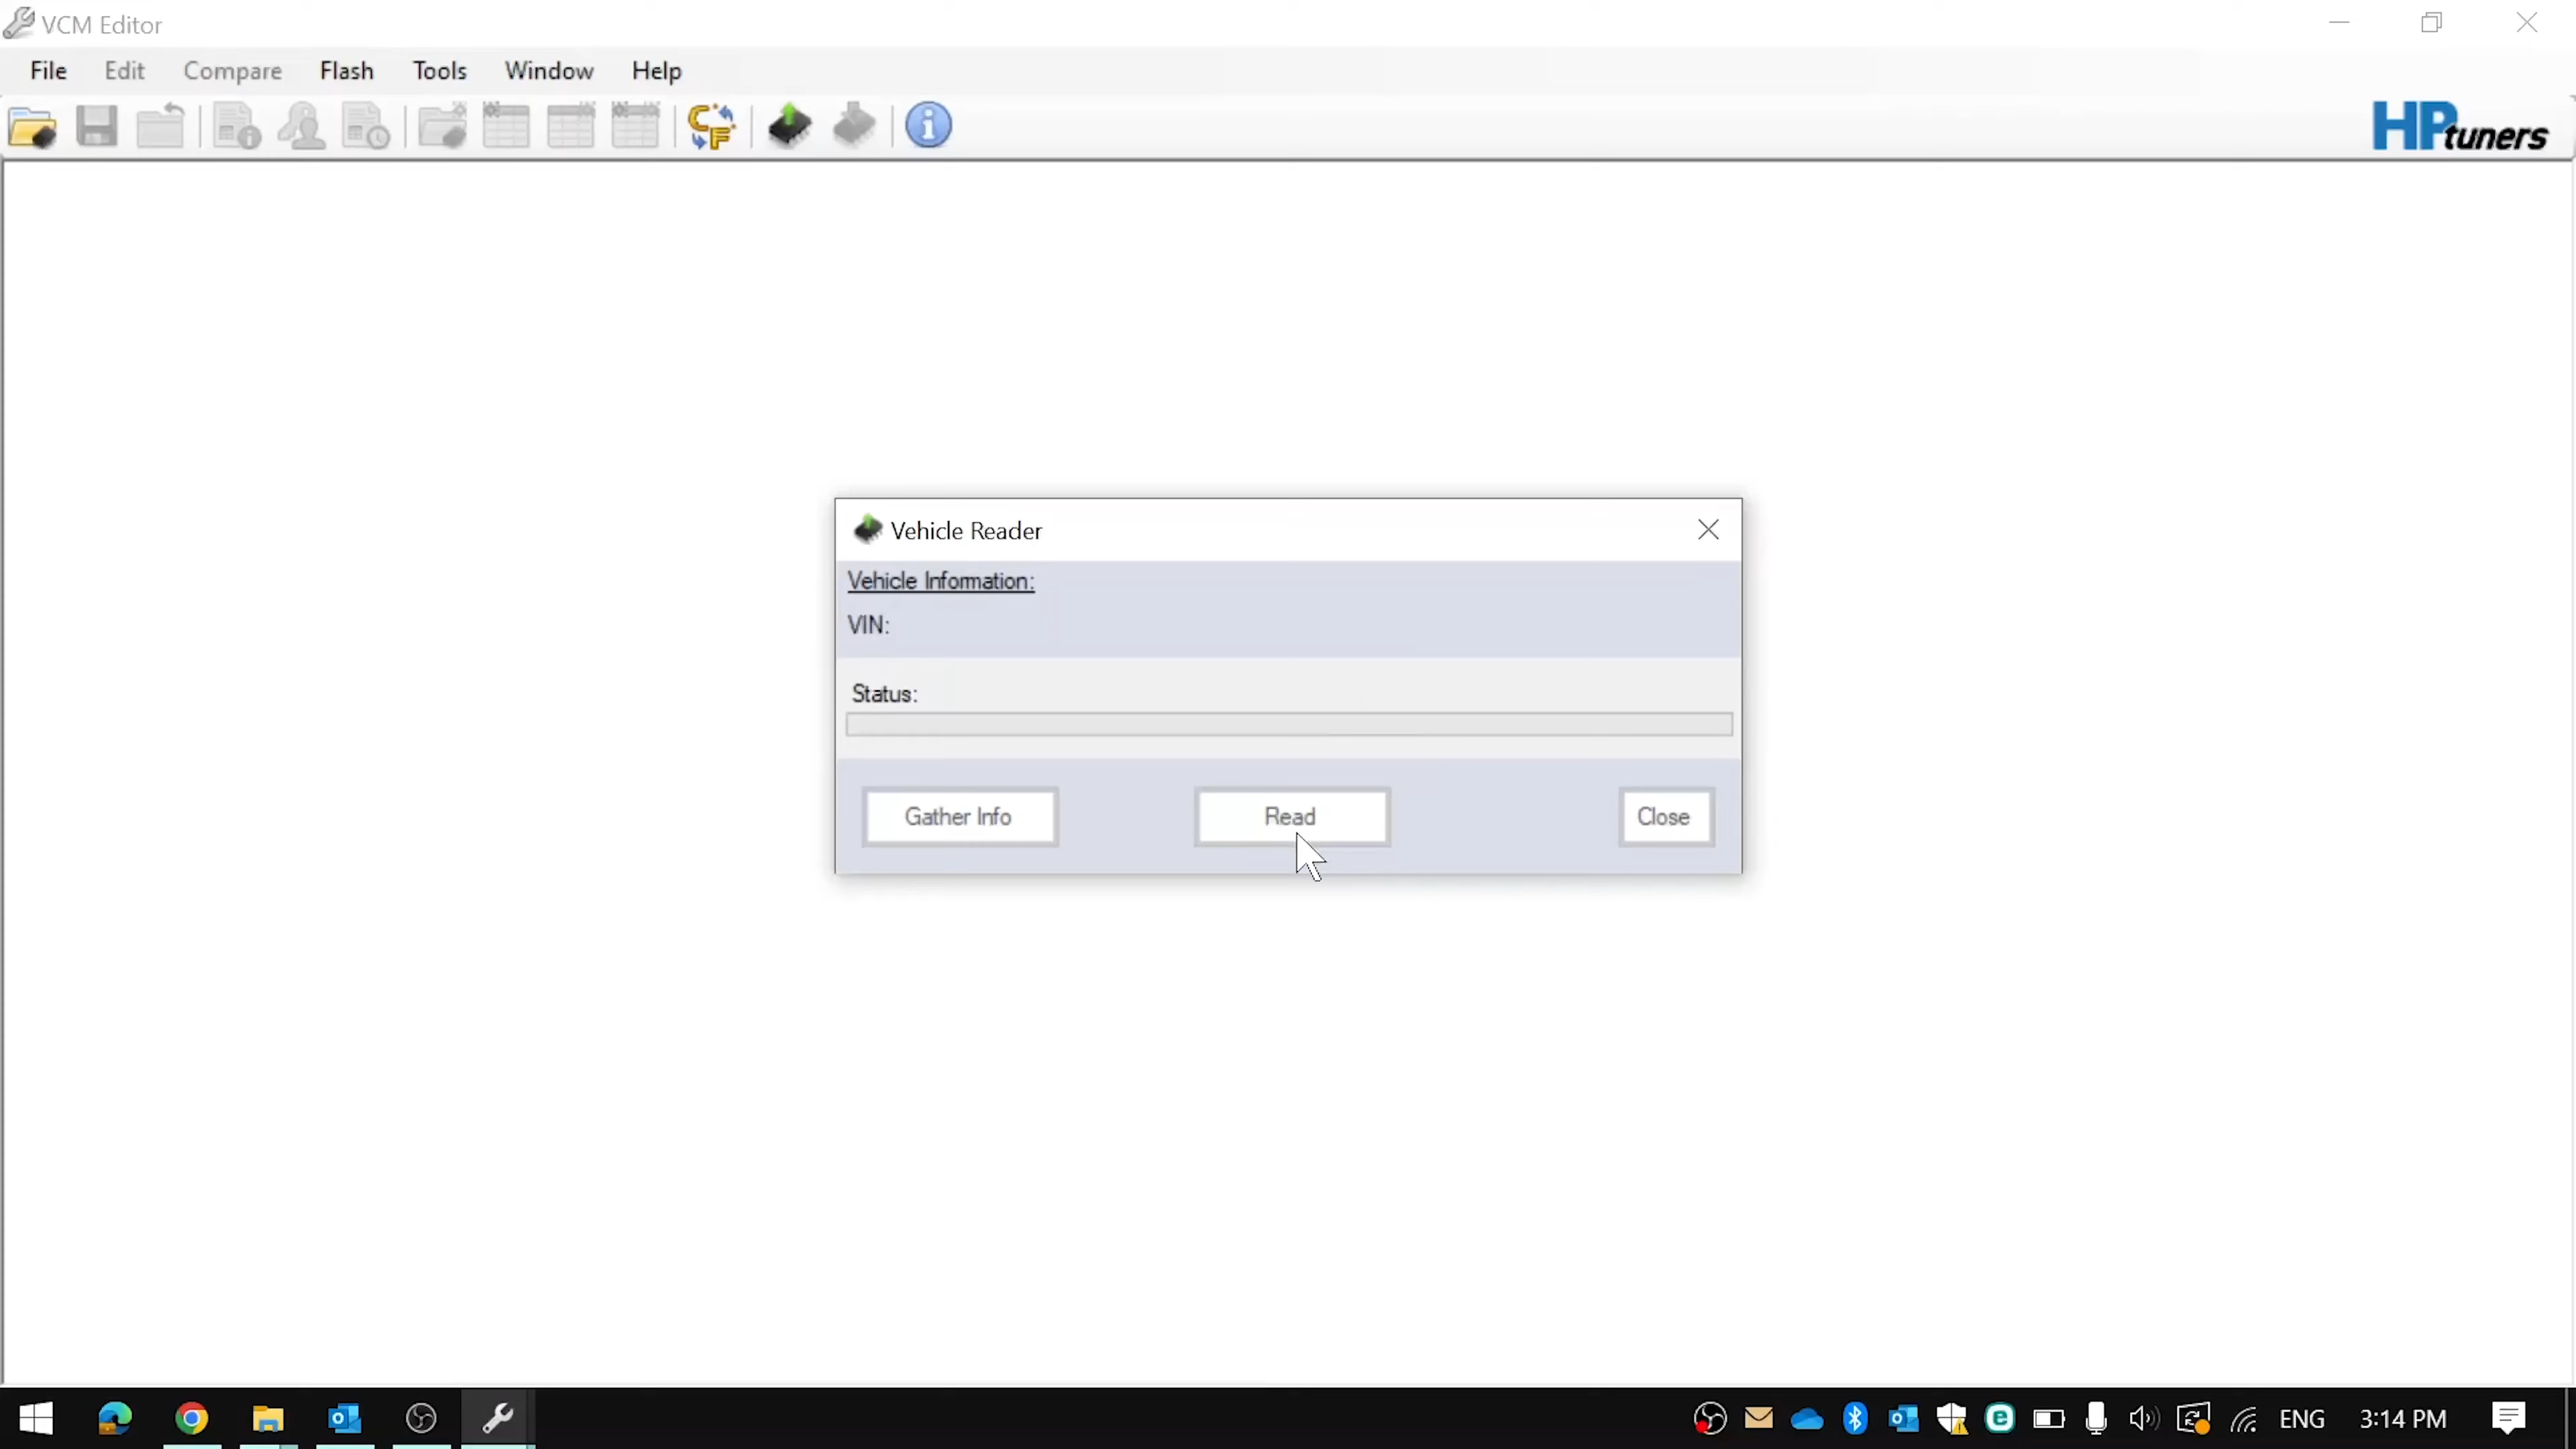 VCM Editor
File Edit Compare Flash Tools Window Help
HPtuners
Vehicle Reader
Vehicle Information:
VIN:
Status:
Gather Info Read Close
ENG 3:14 PM